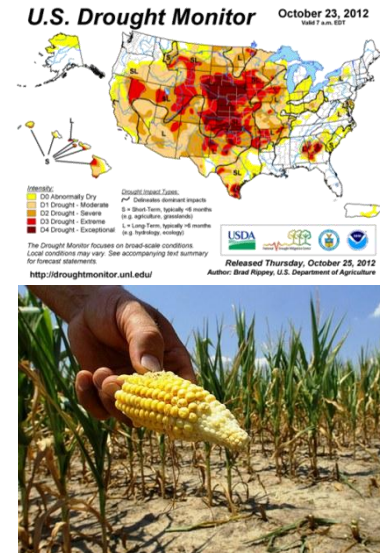 U.S. Drought Monitor
October 23, 2012
Valid 7 a.m. EDT
SL
SL
L
SL
L
L
SL
L
S
L
S
Intensity:
D0 Abnormally Dry
D1 Drought - Moderate
D2 Drought - Severe
D3 Drought - Extreme
D4 Drought - Exceptional
Drought Impact Types:
Delineates dominant impacts
S = Short-Term, typically <6 months
(e.g. agriculture, grasslands)
L = Long-Term, typically >6 months
(e.g. hydrology, ecology)
The Drought Monitor focuses on broad-scale conditions.
Local conditions may vary. See accompanying text summary
for forecast statements.
USDA
http://droughtmonitor.unl.edu/
Released Thursday, October 25, 2012
Author: Brad Rippey, U.S. Department of Agriculture